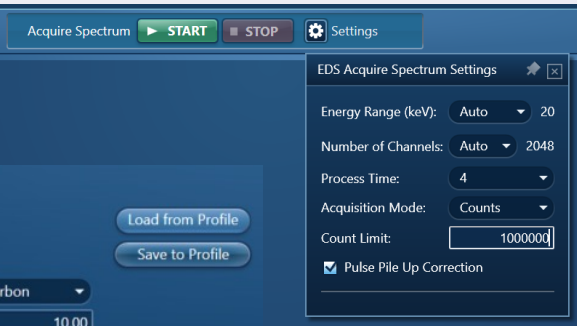 Acquire Spectrum START STOP Settings
EDS Acquire Spectrum Settings
Energy Range (keV): Auto 20
Number of Channels: Auto 2048
Process Time: 4
Acquisition Mode: Counts
Count Limit: 1000000
Pulse Pile Up Correction
Load from Profile
Save to Profile
rbon
10.00